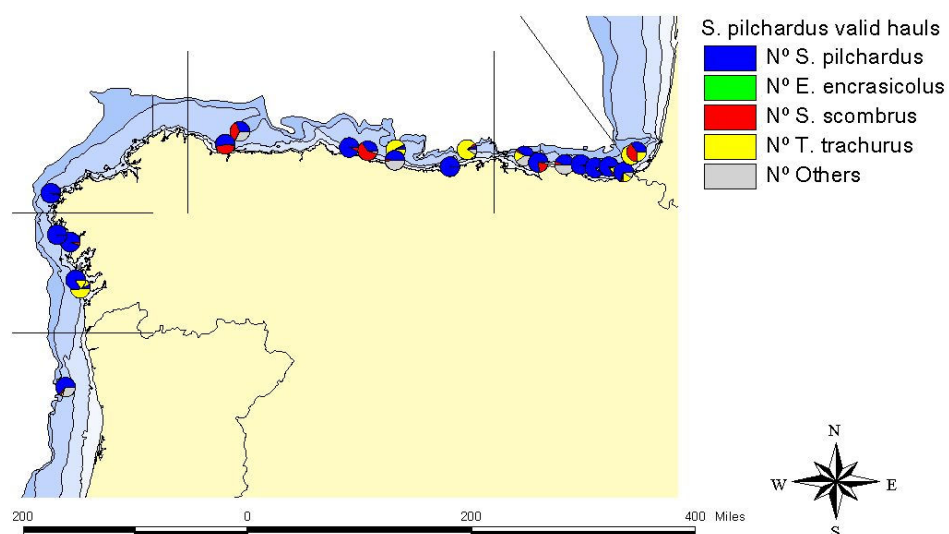 S. pilchardus valid hauls
Nº S. pilchardus
Nº E. encrasicolus
Nº S. scombrus
Nº T. trachurus
Nº Others
N
W E
S
200 0 200 400 Miles